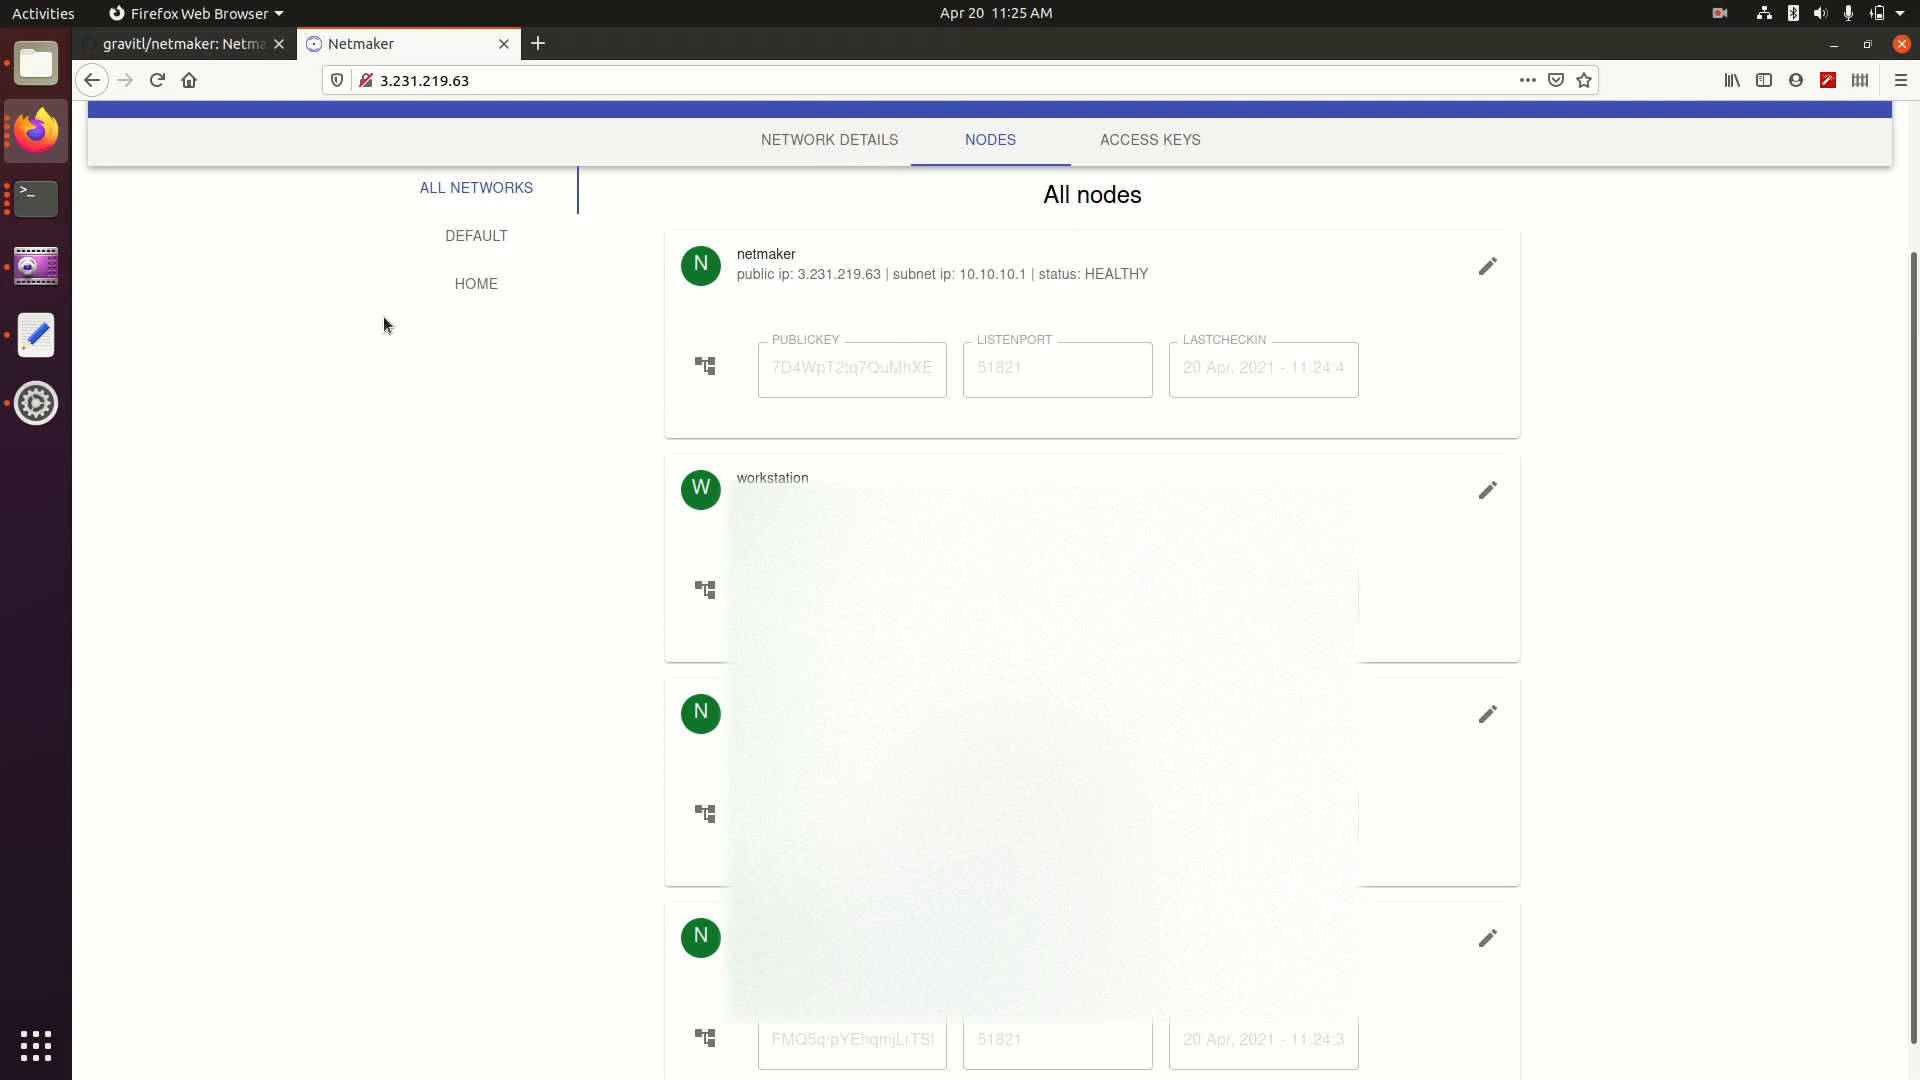 Activities
Firefox Web Browser
Apr 20 11:25 AM
gravitl/netmaker: Netma
Netmaker
3.231.219.63
NETWORK DETAILS
NODES
ACCESS KEYS
ALL NETWORKS
DEFAULT
HOME
All nodes
N
netmaker
public ip: 3.231.219.63 | subnet ip: 10.10.10.1 | status: HEALTHY
PUBLICKEY
LISTENPORT
LASTCHECKIN
7D4WpT2tq7QuMhXE
51821
20 Apr, 2021 - 11:24:4
W
workstation
N
N
FMQ5q/pYEhqmjLrTS
51821
20 Apr, 2021 - 11:24:3